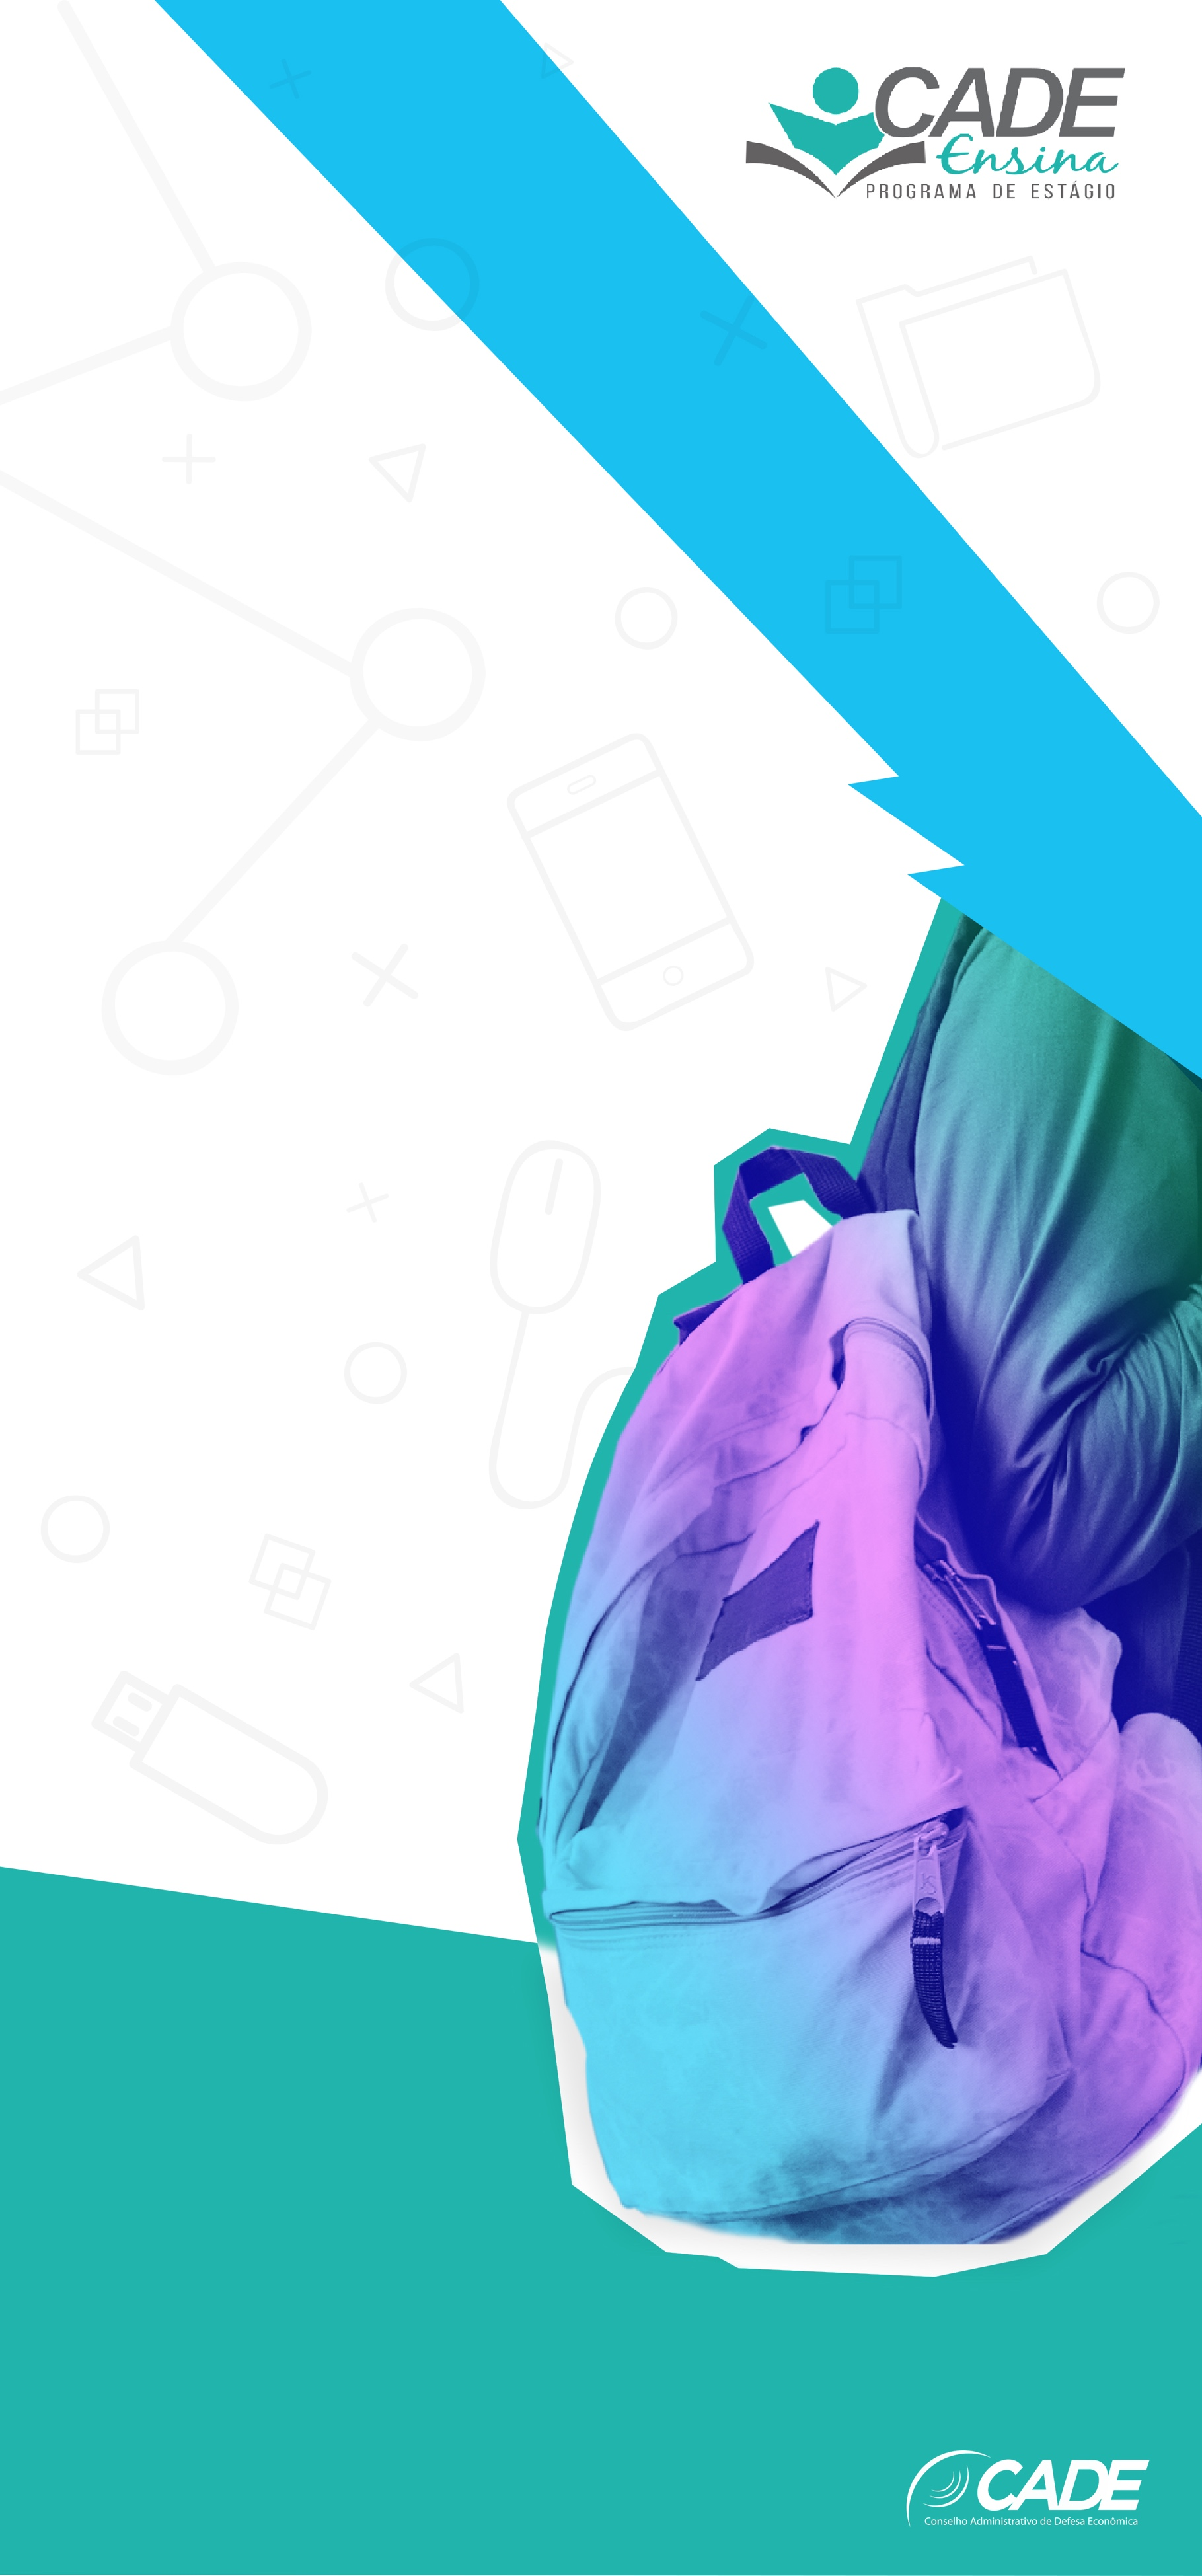 CADE
Ensina
PROGRAMA DE ESTÁGIO
CADE
Conselho Administrativo de Defesa Econômica